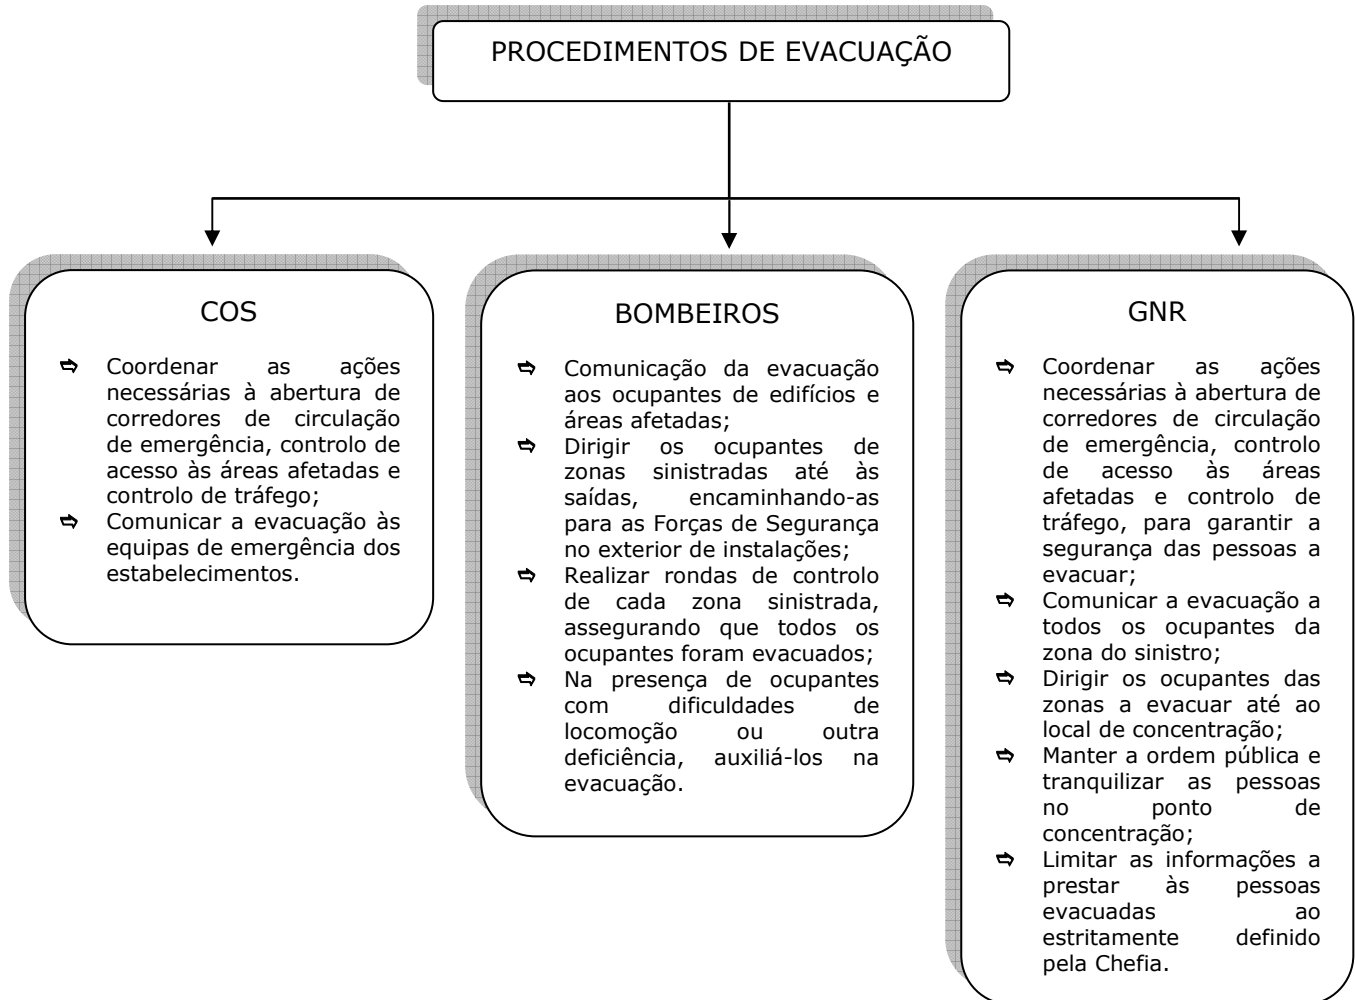 PROCEDIMENTOS DE EVACUAÇÃO
COS
⇨ Coordenar as ações
necessárias à abertura de
corredores de circulação
de emergência, controlo de
acesso às áreas afetadas e
controlo de tráfego;
⇨ Comunicar a evacuação às
equipas de emergência dos
estabelecimentos.
BOMBEIROS
⇨ Comunicação da evacuação
aos ocupantes de edifícios e
áreas afetadas;
⇨ Dirigir os ocupantes de
zonas sinistradas até às
saídas, encaminhando-as
para as Forças de Segurança
no exterior de instalações;
⇨ Realizar rondas de controlo
de cada zona sinistrada,
assegurando que todos os
ocupantes foram evacuados;
⇨ Na presença de ocupantes
com dificuldades de
locomoção ou outra
deficiência, auxiliá-los na
evacuação.
GNR
⇨ Coordenar as ações
necessárias à abertura de
corredores de circulação
de emergência, controlo
de acesso às áreas
afetadas e controlo de
tráfego, para garantir a
segurança das pessoas a
evacuar;
⇨ Comunicar a evacuação a
todos os ocupantes da
zona do sinistro;
⇨ Dirigir os ocupantes das
zonas a evacuar até ao
local de concentração;
⇨ Manter a ordem pública e
tranquilizar as pessoas
no ponto de
concentração;
⇨ Limitar as informações a
prestar às pessoas
evacuadas ao
estritamente definido
pela Chefia.